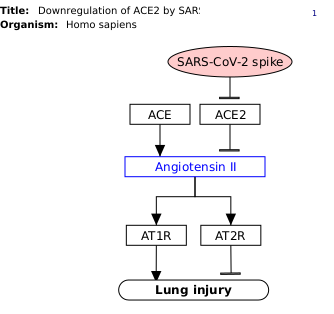 Title: Downregulation of ACE2 by SARS
Organism: Homo sapiens
1
SARS-CoV-2 spike
ACE
ACE2
Angiotensin II
AT1R
AT2R
Lung injury